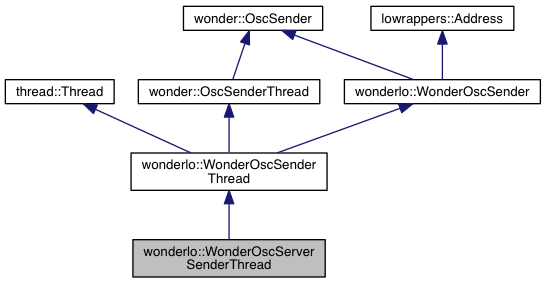 wonder::OscSender
lowrappers::Address
thread::Thread
wonder::OscSenderThread
wonderlo::WonderOscSender
wonderlo::WonderOscSender
Thread
wonderlo::WonderOscServer
SenderThread